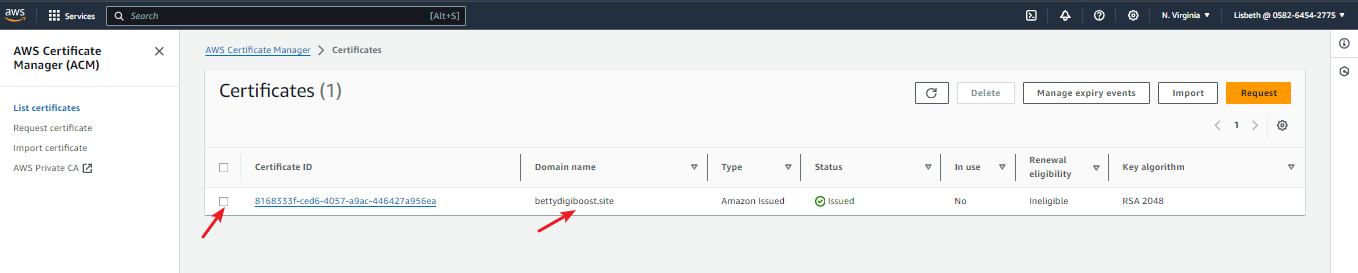 aws Services Search [Alt+S] N. Virginia Lisbeth @ 0582-6454-2775
AWS Certificate
Manager (ACM)
List certificates
Request certificate
Import certificate
AWS Private CA
AWS Certificate Manager Certificates
Certificates (1)
Delete Manage expiry events Import Request
1
Certificate ID Domain name Type Status In use Renewal eligibility Key algorithm
8168333f-ced6-4057-a9ac-446427a956ea bettydigiboost.site Amazon Issued Issued No Ineligible RSA 2048